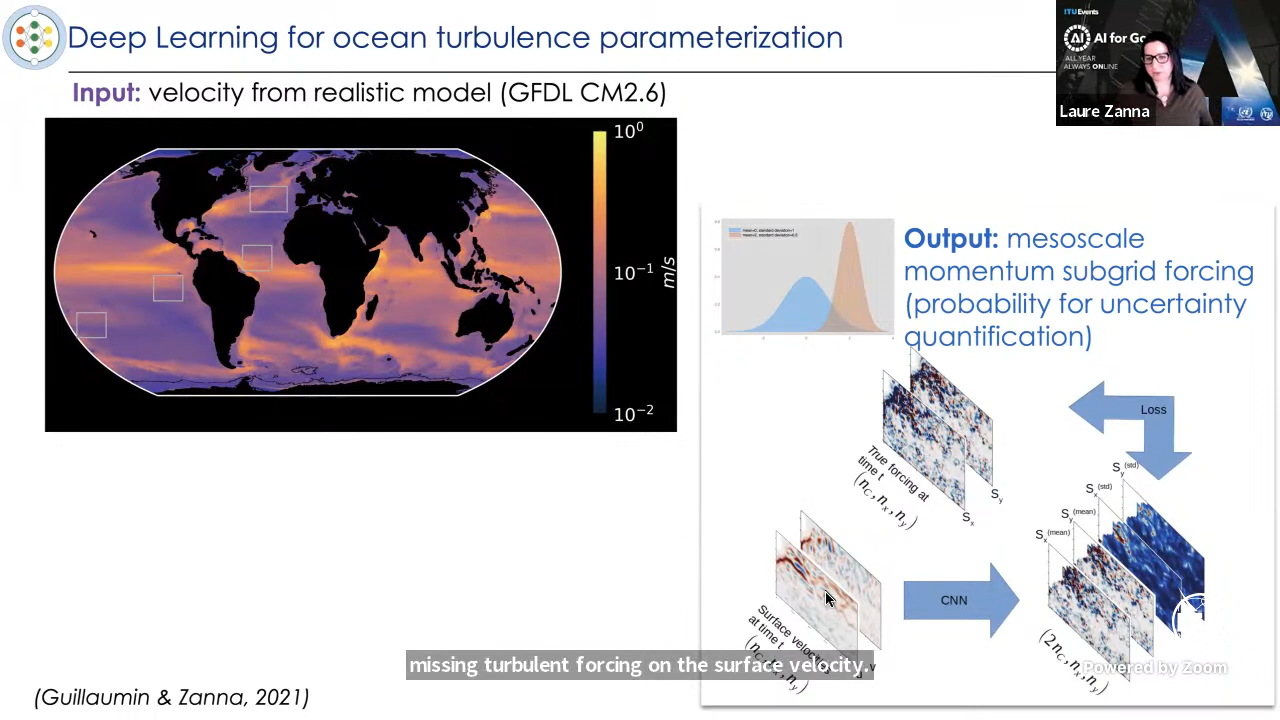 Deep Learning for ocean turbulence parameterization
Input: velocity from realistic model (GFDL CM2.6)
10⁰
10⁻¹
10⁻²
m/s
ITUEvents
AI
AI for Go
ALL YEAR
ALWAYS ONLINE
Laure Zanna
Output: mesoscale
momentum subgrid forcing
(probability for uncertainty
quantification)
Loss
True forcing at
time t
(n_C, n_x, n_y)
S_x
S_y
S_x^(mean)
S_y^(mean)
S_x^(std)
S_y^(std)
CNN
Surface velocities
at time t
(n_C, n_x, n_y)
v
(2n_C, n_x, n_y)
missing turbulent forcing on the surface velocity.
Powered by Zoom
(Guillaumin & Zanna, 2021)